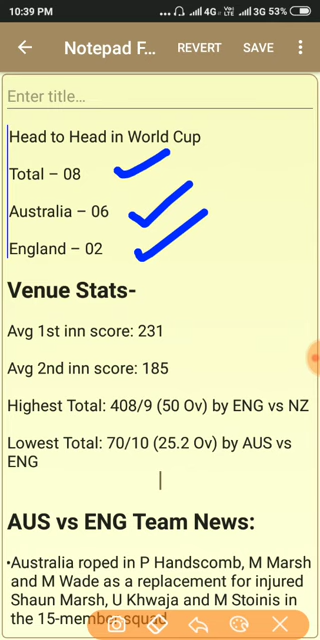 10:39 PM 4G Vo LTE 3G 53%
Notepad F... REVERT SAVE
Enter title...
Head to Head in World Cup
Total – 08
Australia – 06
England – 02
Venue Stats-
Avg 1st inn score: 231
Avg 2nd inn score: 185
Highest Total: 408/9 (50 Ov) by ENG vs NZ
Lowest Total: 70/10 (25.2 Ov) by AUS vs
ENG
AUS vs ENG Team News:
•Australia roped in P Handscomb, M Marsh
and M Wade as a replacement for injured
Shaun Marsh, U Khwaja and M Stoinis in
the 15-member squad